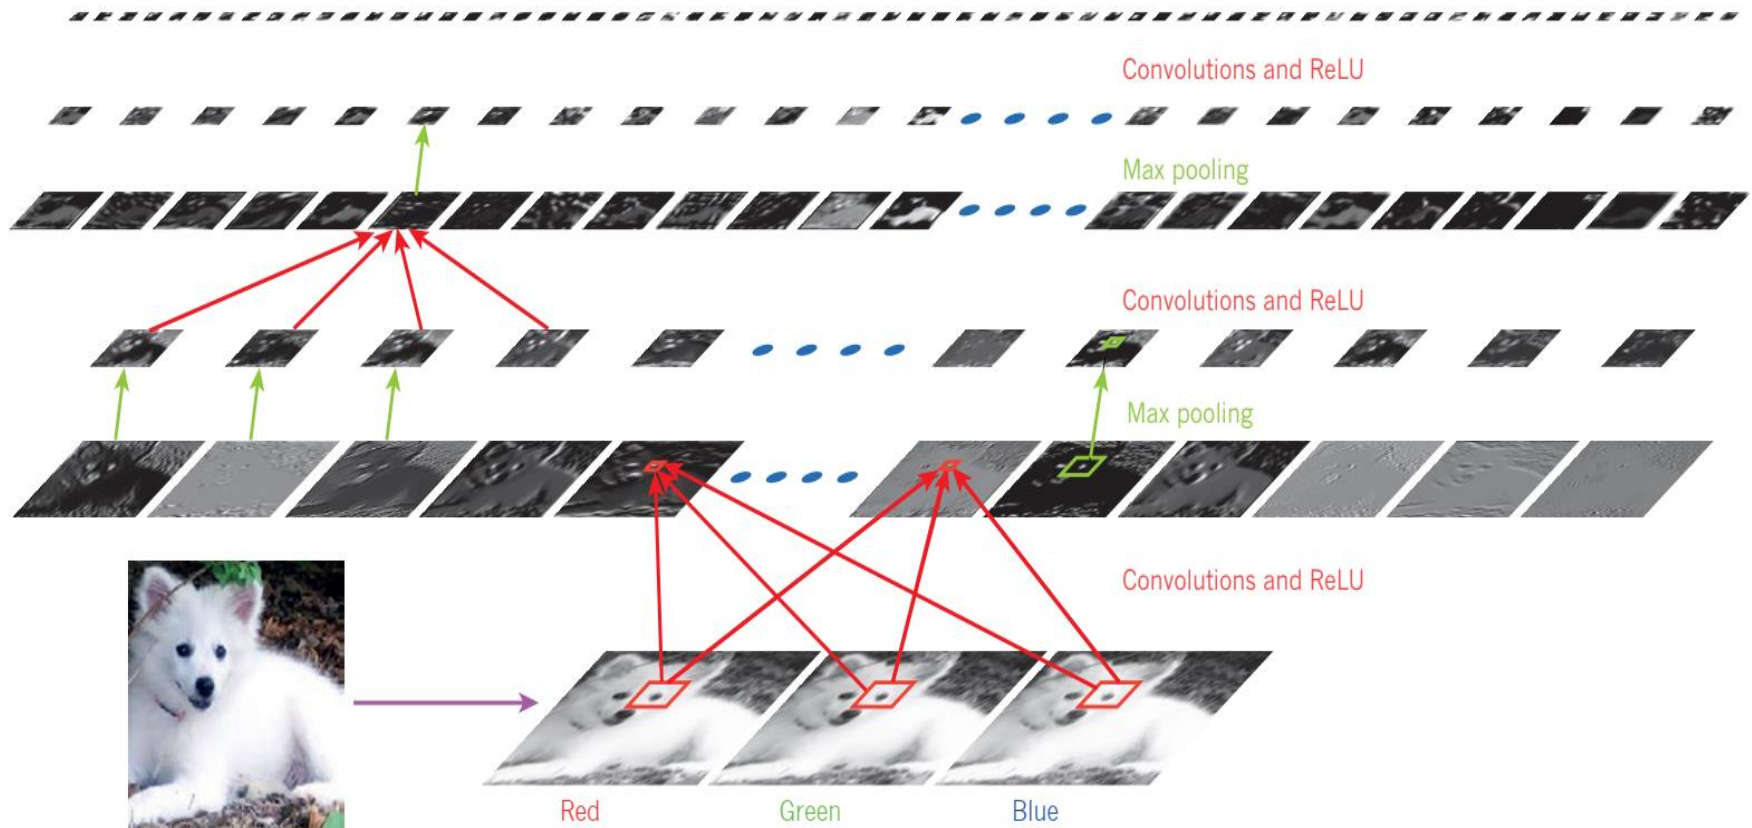 Convolutions and ReLU
Max pooling
Convolutions and ReLU
Max pooling
Convolutions and ReLU
Red
Green
Blue